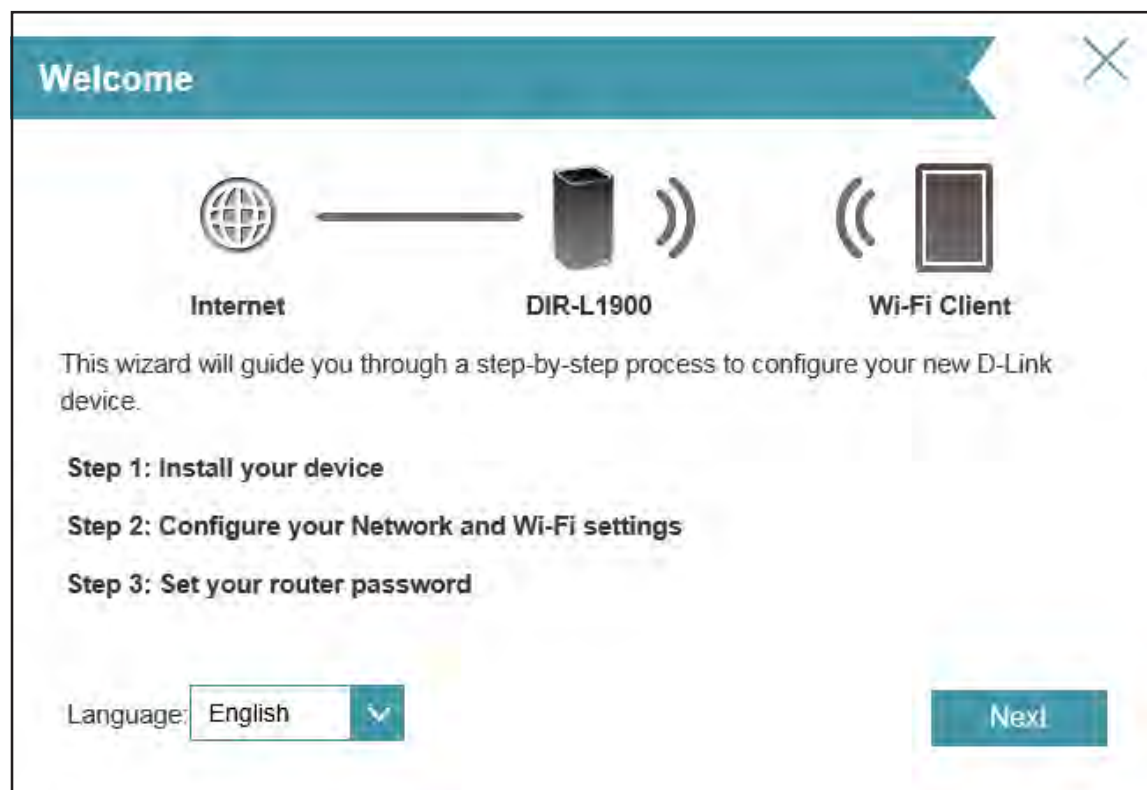 Welcome
Internet
DIR-L1900
Wi-Fi Client
This wizard will guide you through a step-by-step process to configure your new D-Link
device.
Step 1: Install your device
Step 2: Configure your Network and Wi-Fi settings
Step 3: Set your router password
Language: English
Next